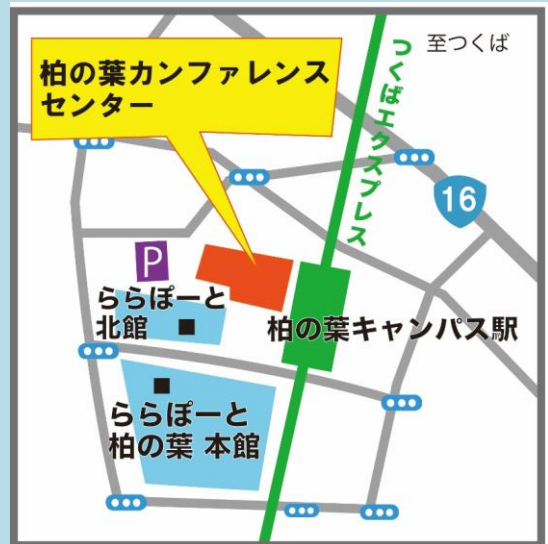 至つくば
柏の葉カンファレンス
センター
つくばエクスプレス
16
P
ららぽーと
北館
柏の葉キャンパス駅
ららぽーと
柏の葉 本館